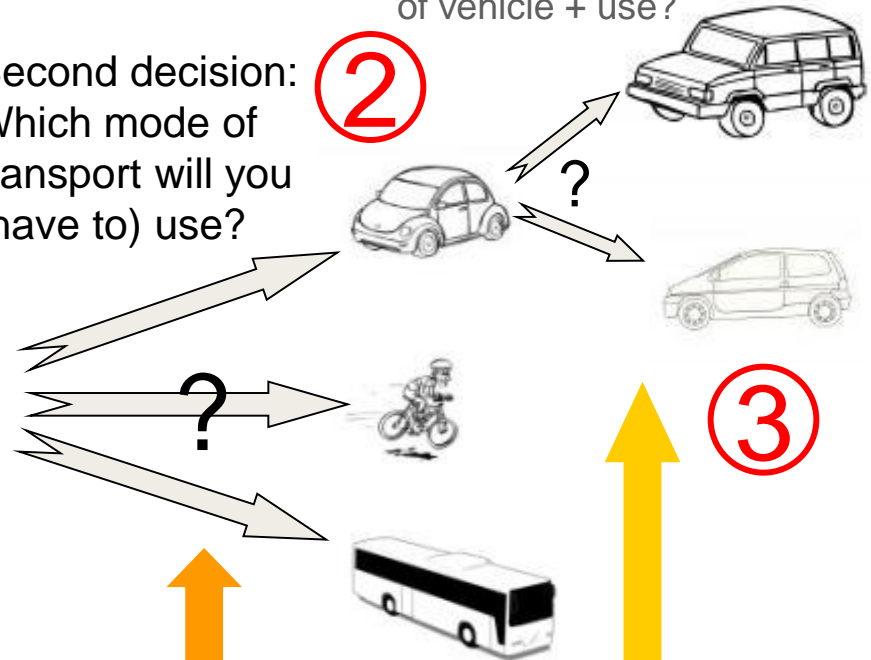 of vehicle + use?
econd decision:
Which mode of
ansport will you
have to) use?
2
?
?
3